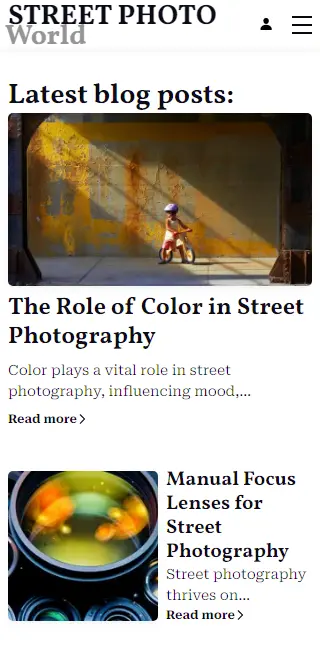 STREET PHOTO
World
Latest blog posts:
The Role of Color in Street
Photography
Color plays a vital role in street
photography, influencing mood,...
Read more
Manual Focus
Lenses for
Street
Photography
Street photography
thrives on...
Read more